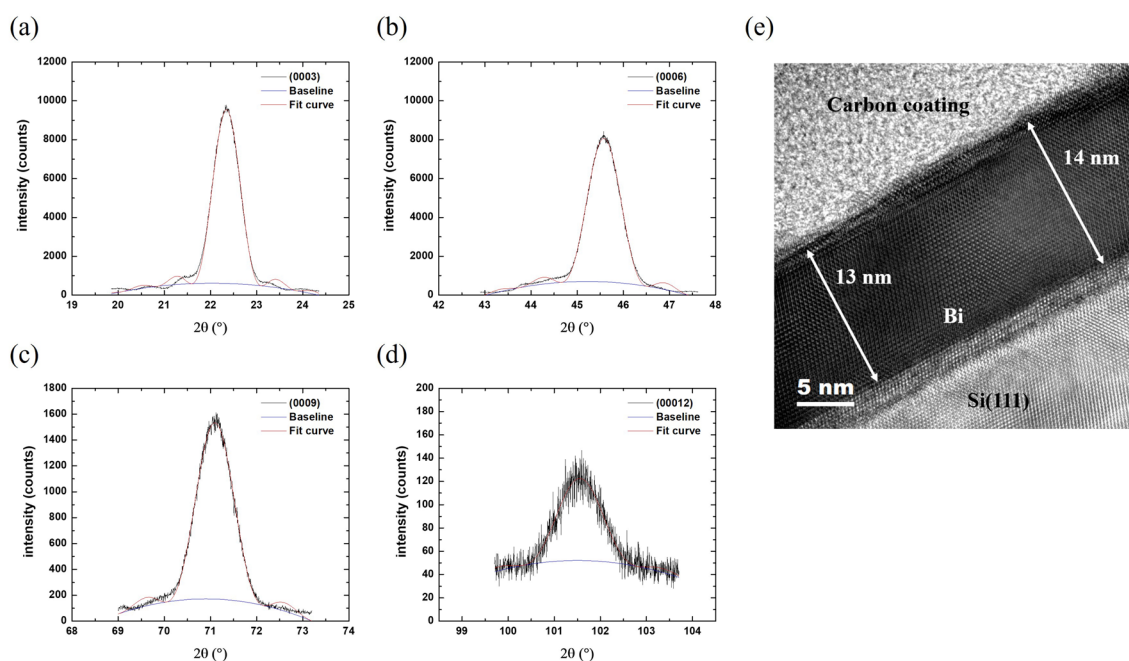 (a)
12000
10000
8000
6000
4000
2000
0
intensity (counts)
(0003)
Baseline
Fit curve
19 20 21 22 23 24 25
2θ (°)
(b)
12000
10000
8000
6000
4000
2000
0
intensity (counts)
(0006)
Baseline
Fit curve
42 43 44 45 46 47 48
2θ (°)
(c)
1800
1600
1400
1200
1000
800
600
400
200
0
intensity (counts)
(0009)
Baseline
Fit curve
68 69 70 71 72 73 74
2θ (°)
(d)
200
180
160
140
120
100
80
60
40
20
0
intensity (counts)
(00012)
Baseline
Fit curve
99 100 101 102 103 104
2θ (°)
(e)
Carbon coating
14 nm
13 nm
Bi
5 nm
Si(111)